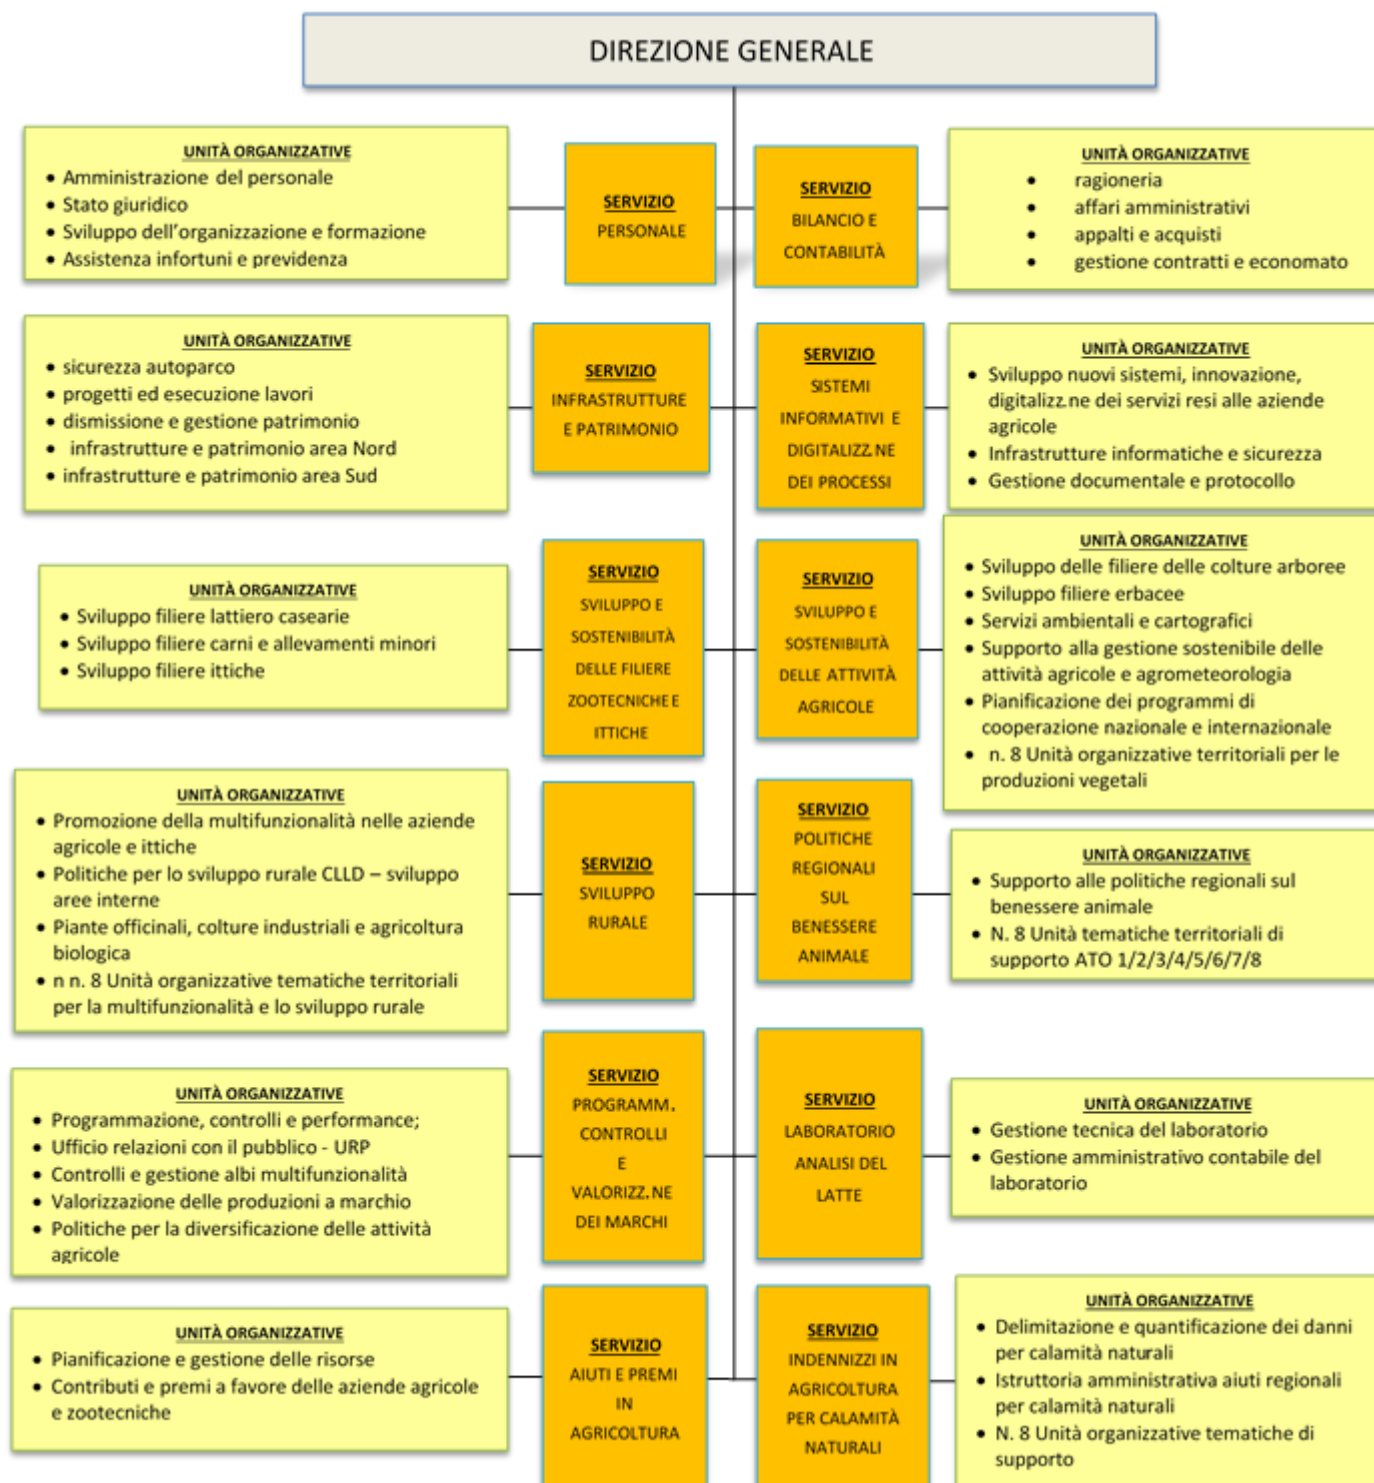 DIREZIONE GENERALE
UNITÀ ORGANIZZATIVE
• Amministrazione del personale
• Stato giuridico
• Sviluppo dell'organizzazione e formazione
• Assistenza infortuni e previdenza
SERVIZIO
PERSONALE
SERVIZIO
BILANCIO E
CONTABILITÀ
UNITÀ ORGANIZZATIVE
• ragioneria
• affari amministrativi
• appalti e acquisti
• gestione contratti e economato
UNITÀ ORGANIZZATIVE
• sicurezza autoparco
• progetti ed esecuzione lavori
• dismissione e gestione patrimonio
• infrastrutture e patrimonio area Nord
• infrastrutture e patrimonio area Sud
SERVIZIO
INFRASTRUTTURE
E PATRIMONIO
SERVIZIO
SISTEMI
INFORMATIVI E
DIGITALIZZ.NE
DEI PROCESSI
UNITÀ ORGANIZZATIVE
• Sviluppo nuovi sistemi, innovazione,
digitalizz.ne dei servizi resi alle aziende
agricole
• Infrastrutture informatiche e sicurezza
• Gestione documentale e protocollo
UNITÀ ORGANIZZATIVE
• Sviluppo filiere lattiero casearie
• Sviluppo filiere carni e allevamenti minori
• Sviluppo filiere ittiche
SERVIZIO
SVILUPPO E
SOSTENIBILITÀ
DELLE FILIERE
ZOOTECNICHE E
ITTICHE
SERVIZIO
SVILUPPO E
SOSTENIBILITÀ
DELLE ATTIVITÀ
AGRICOLE
UNITÀ ORGANIZZATIVE
• Sviluppo delle filiere delle colture arboree
• Sviluppo filiere erbacee
• Servizi ambientali e cartografici
• Supporto alla gestione sostenibile delle
attività agricole e agrometeorologia
• Pianificazione dei programmi di
cooperazione nazionale e internazionale
• n. 8 Unità organizzative territoriali per le
produzioni vegetali
UNITÀ ORGANIZZATIVE
• Promozione della multifunzionalità nelle aziende
agricole e ittiche
• Politiche per lo sviluppo rurale CLLD – sviluppo
aree interne
• Piante officinali, colture industriali e agricoltura
biologica
• n n. 8 Unità organizzative tematiche territoriali
per la multifunzionalità e lo sviluppo rurale
SERVIZIO
SVILUPPO
RURALE
SERVIZIO
POLITICHE
REGIONALI
SUL
BENESSERE
ANIMALE
UNITÀ ORGANIZZATIVE
• Supporto alle politiche regionali sul
benessere animale
• N. 8 Unità tematiche territoriali di
supporto ATO 1/2/3/4/5/6/7/8
UNITÀ ORGANIZZATIVE
• Programmazione, controlli e performance;
• Ufficio relazioni con il pubblico - URP
• Controlli e gestione albi multifunzionalità
• Valorizzazione delle produzioni a marchio
• Politiche per la diversificazione delle attività
agricole
SERVIZIO
PROGRAMM.
CONTROLLI
E
VALORIZZ.NE
DEI MARCHI
SERVIZIO
LABORATORIO
ANALISI DEL
LATTE
UNITÀ ORGANIZZATIVE
• Gestione tecnica del laboratorio
• Gestione amministrativo contabile del
laboratorio
UNITÀ ORGANIZZATIVE
• Pianificazione e gestione delle risorse
• Contributi e premi a favore delle aziende agricole
e zootecniche
SERVIZIO
AIUTI E PREMI
IN
AGRICOLTURA
SERVIZIO
INDENNIZZI IN
AGRICOLTURA
PER CALAMITÀ
NATURALI
UNITÀ ORGANIZZATIVE
• Delimitazione e quantificazione dei danni
per calamità naturali
• Istruttoria amministrativa aiuti regionali
per calamità naturali
• N. 8 Unità organizzative tematiche di
supporto